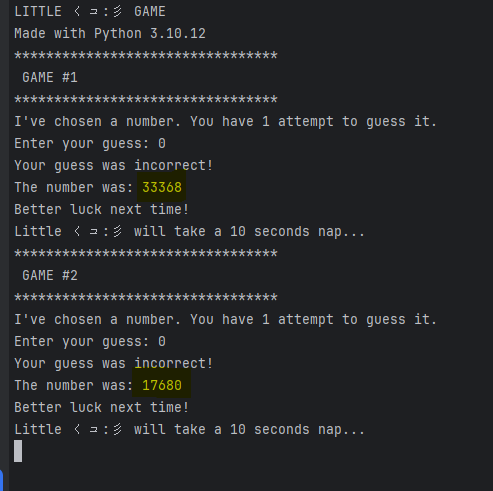 LITTLE くコ:彡 GAME
Made with Python 3.10.12
*********************************
 GAME #1
*********************************
I've chosen a number. You have 1 attempt to guess it.
Enter your guess: 0
Your guess was incorrect!
The number was: 33368
Better luck next time!
Little くコ:彡 will take a 10 seconds nap...
*********************************
 GAME #2
*********************************
I've chosen a number. You have 1 attempt to guess it.
Enter your guess: 0
Your guess was incorrect!
The number was: 17680
Better luck next time!
Little くコ:彡 will take a 10 seconds nap...